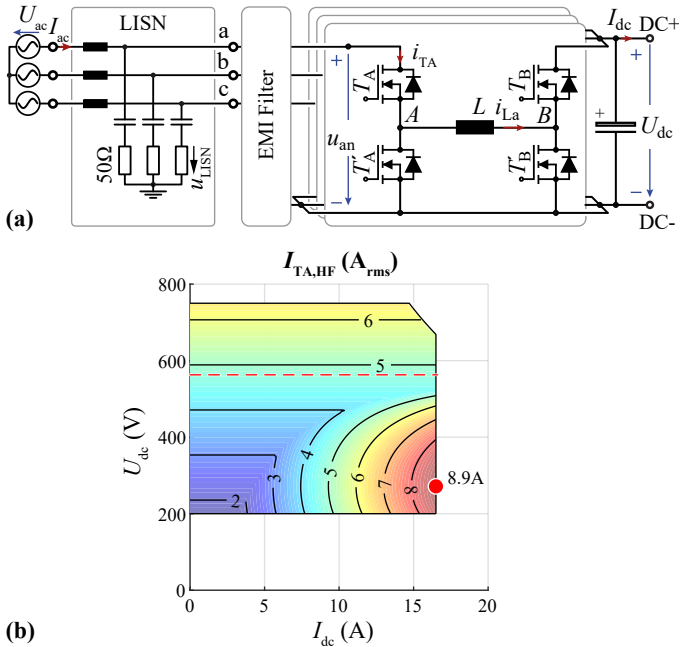 U_ac I_ac LISN a I_dc DC+
b
c
50Ω
u_LISN
EMI Filter
+
u_an
−
i_TA
T_A
T'_A
A
L
i_La
B
T_B
T'_B
+
+
U_dc
−
DC-
(a)
I_TA,HF (A_rms)
800
600
400
200
0
U_dc (V)
6
5
4
3
2
5
6
7
8
8.9A
0 5 10 15 20
(b) I_dc (A)